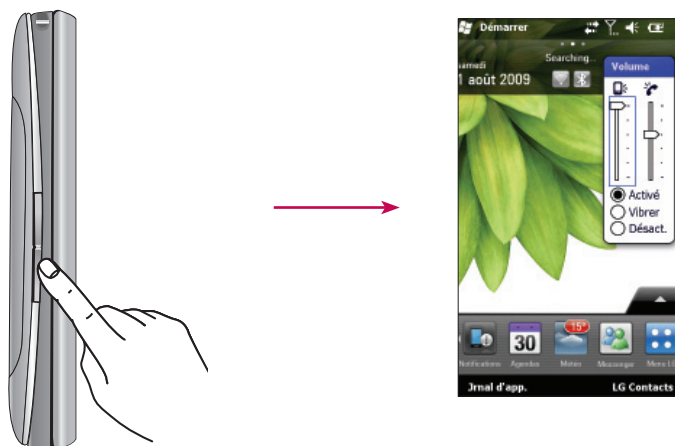 Démarrer
Searching...
samedi
1 août 2009
Volume
Activé
Vibrer
Désact.
15°
30
Notifications Agendas Météo Messenger Menu LG
Jrnal d'app. LG Contacts